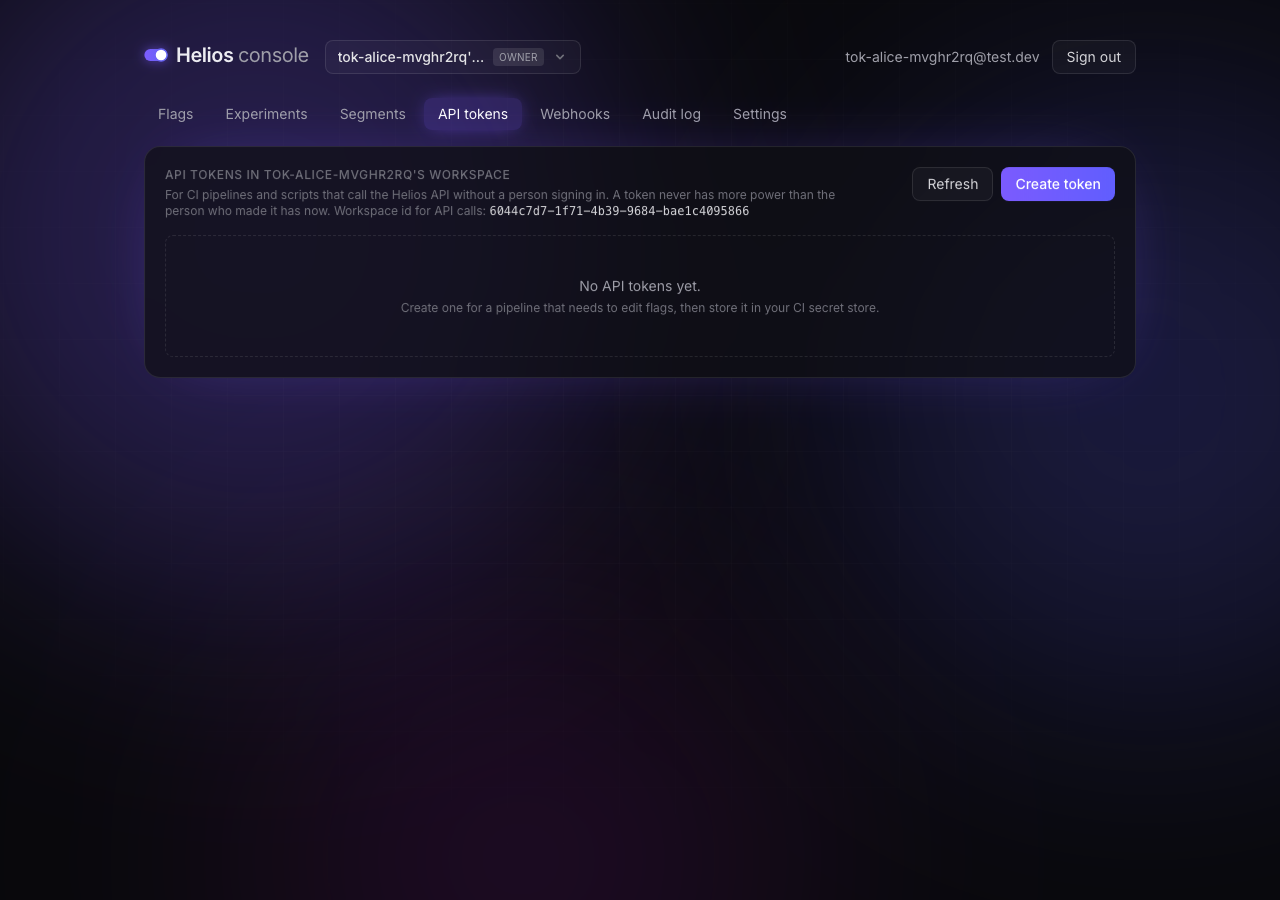 Helios console
tok-alice-mvghr2rq'...
OWNER
tok-alice-mvghr2rq@test.dev
Sign out
Flags
Experiments
Segments
API tokens
Webhooks
Audit log
Settings
API TOKENS IN TOK-ALICE-MVGHR2RQ'S WORKSPACE
For CI pipelines and scripts that call the Helios API without a person signing in. A token never has more power than the
person who made it has now. Workspace id for API calls: 6044c7d7-1f71-4b39-9684-bae1c4095866
Refresh
Create token
No API tokens yet.
Create one for a pipeline that needs to edit flags, then store it in your CI secret store.